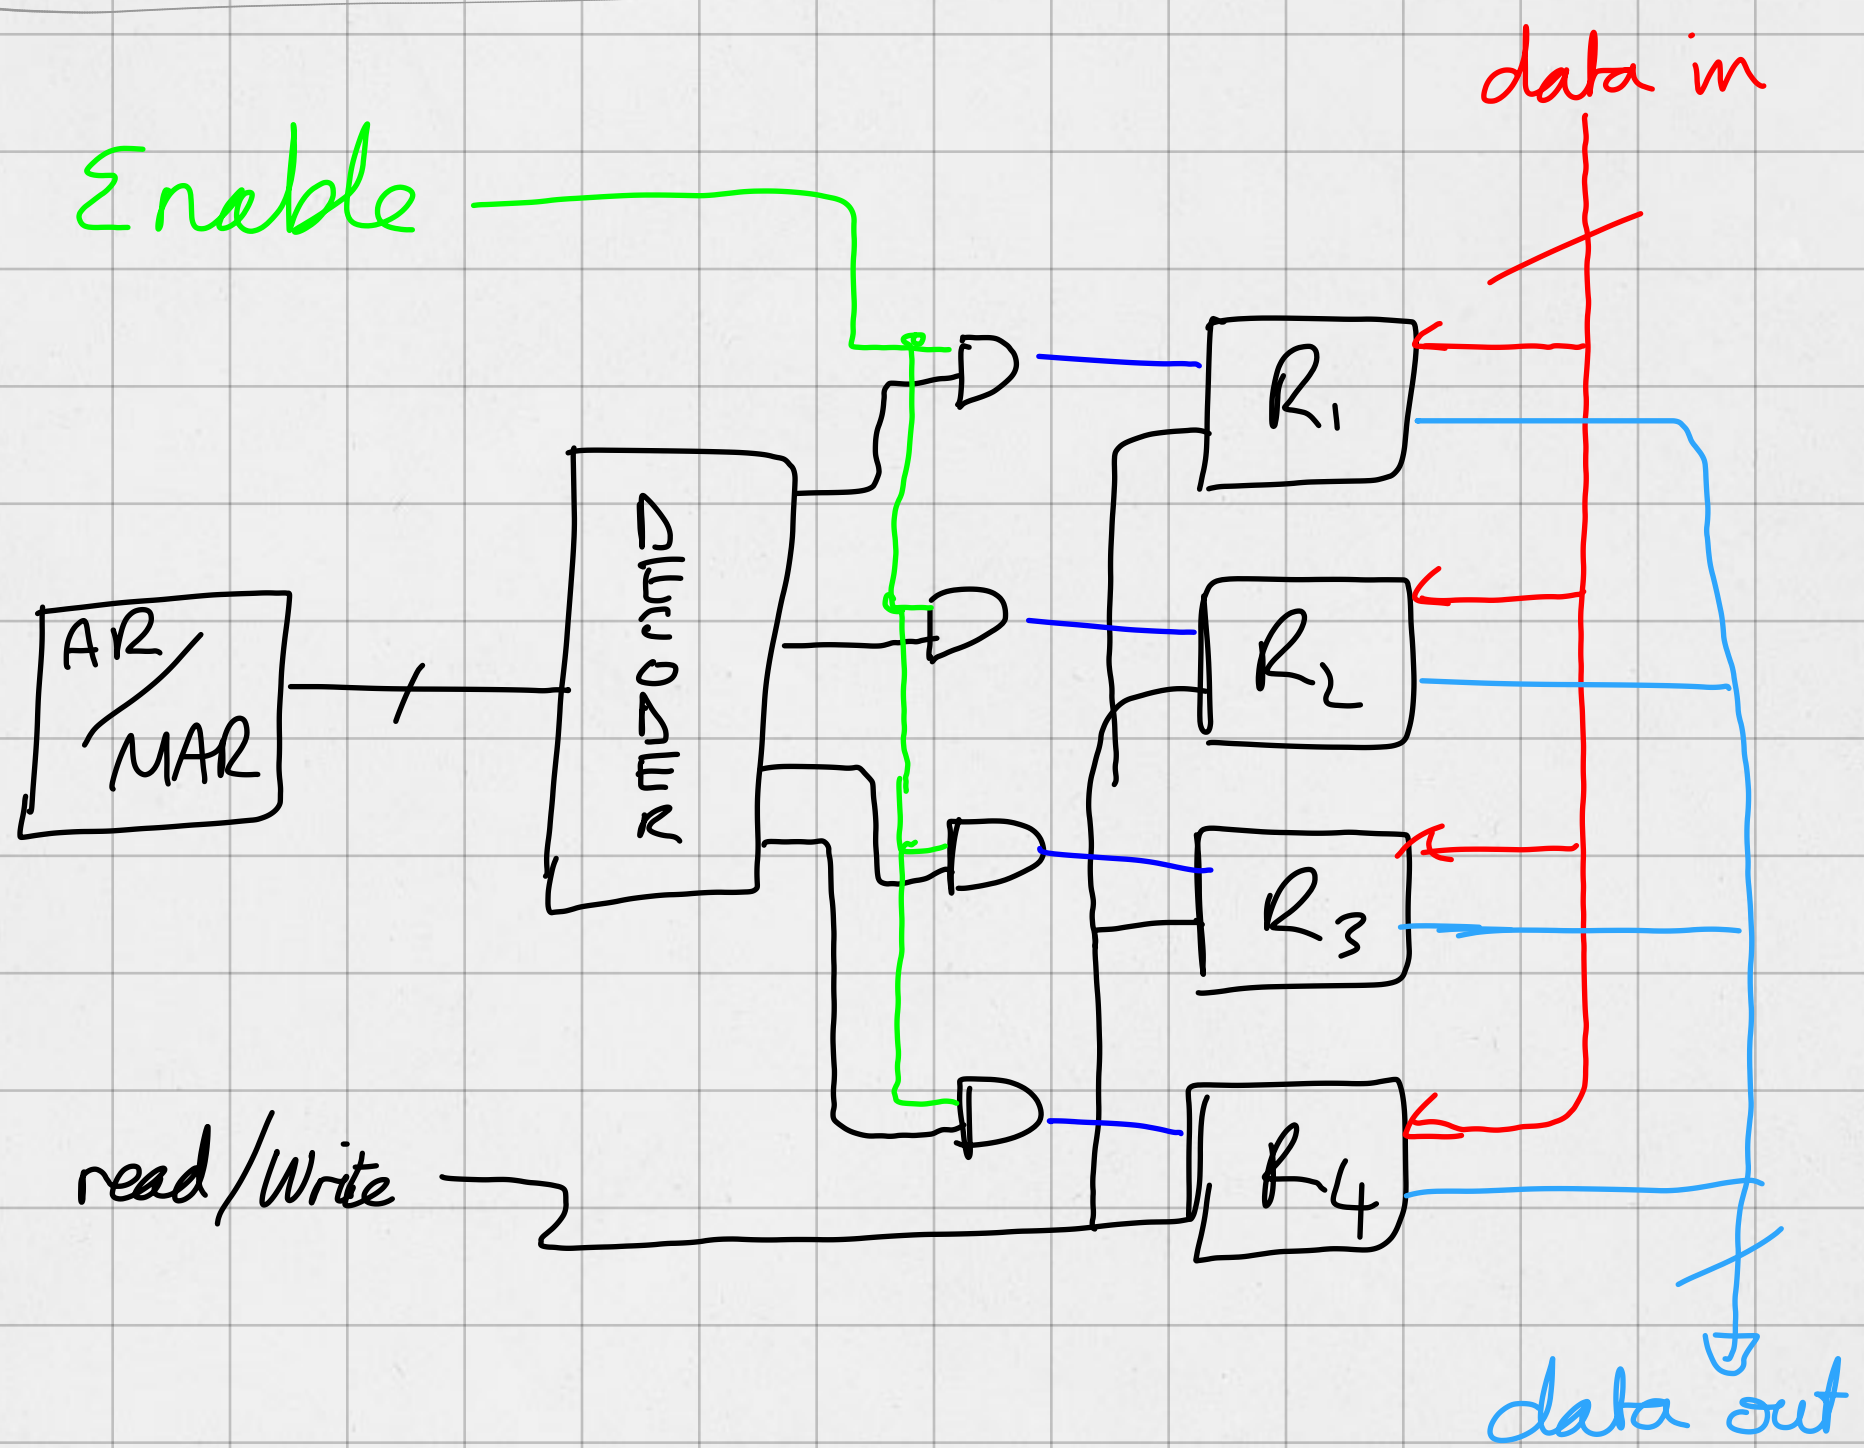 data in
Enable
R1
AR/
MAR
DECODER
R2
R3
read/Write
R4
data out